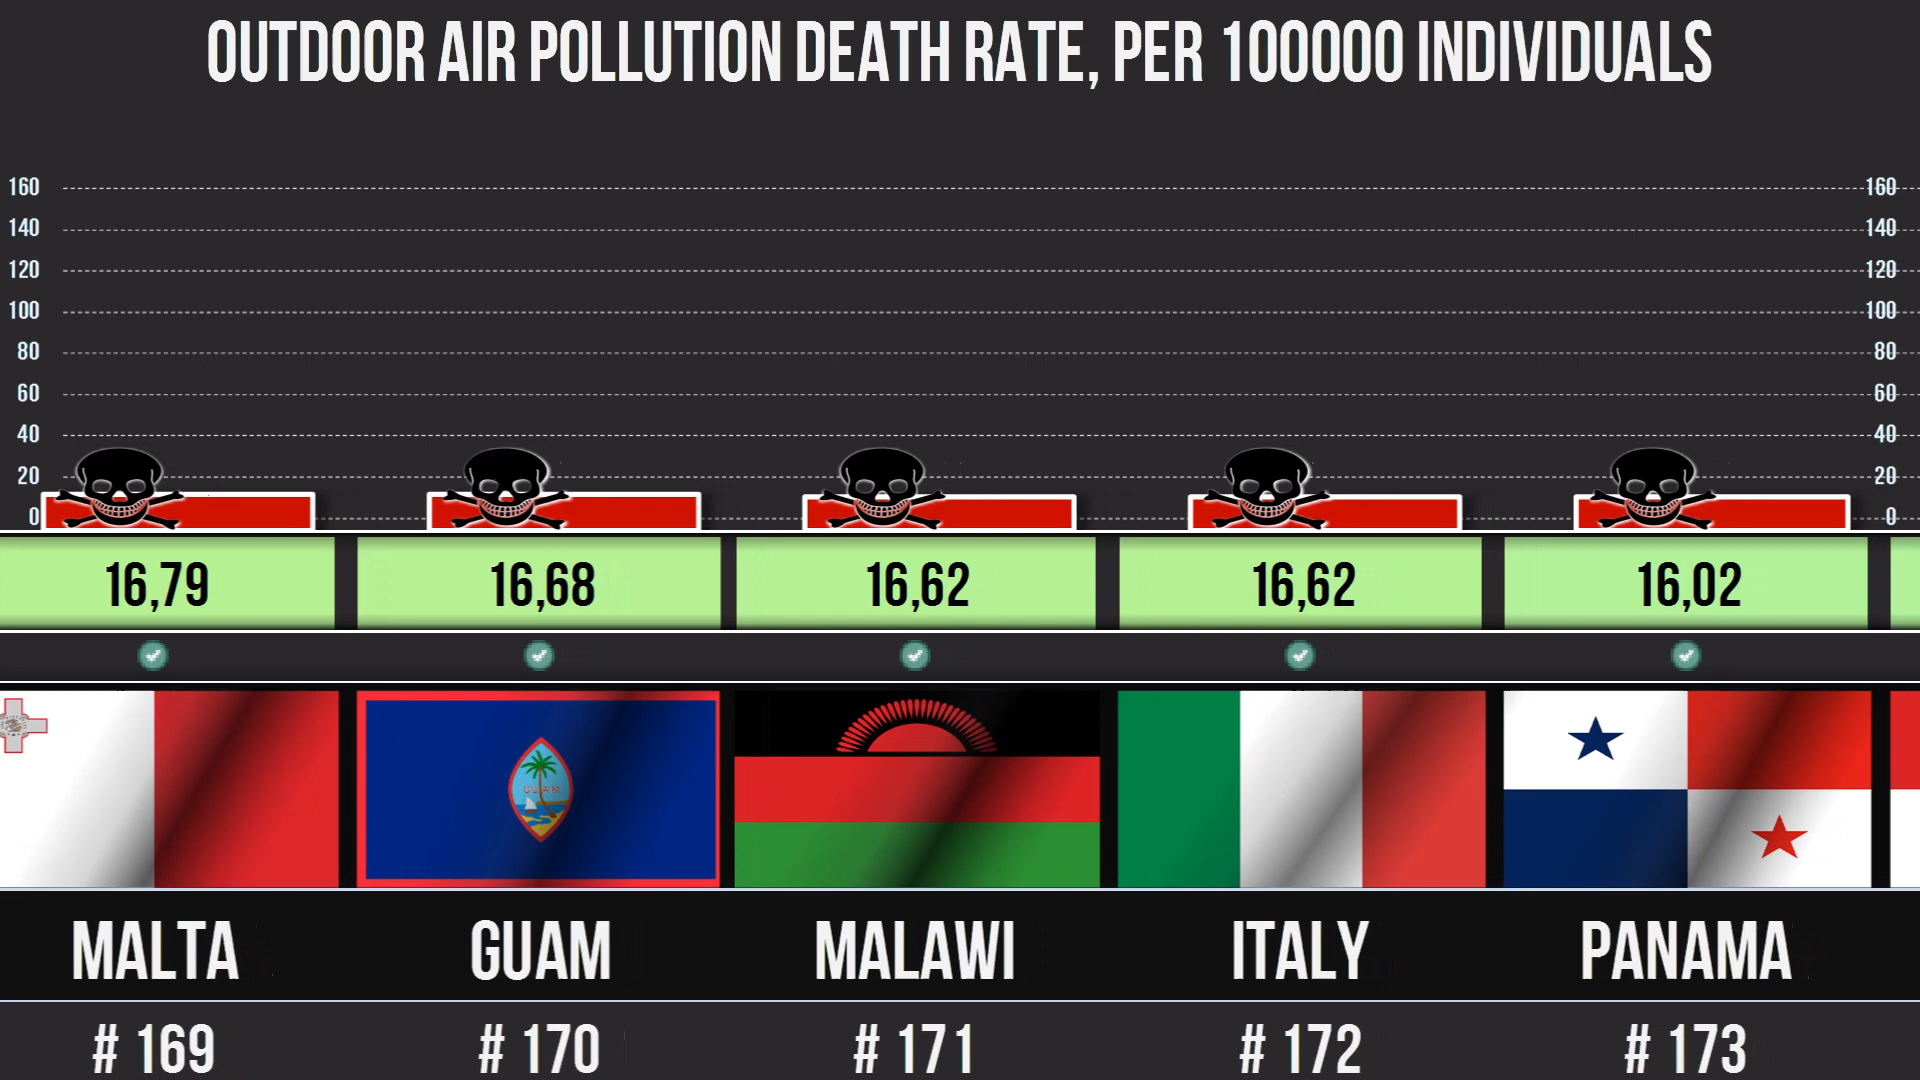 OUTDOOR AIR POLLUTION DEATH RATE, PER 100000 INDIVIDUALS
160 160
140 140
120 120
100 100
80 80
60 60
40 40
20 20
0 0
16,79 16,68 16,62 16,62 16,02
GUAM
MALTA GUAM MALAWI ITALY PANAMA
# 169 # 170 # 171 # 172 # 173